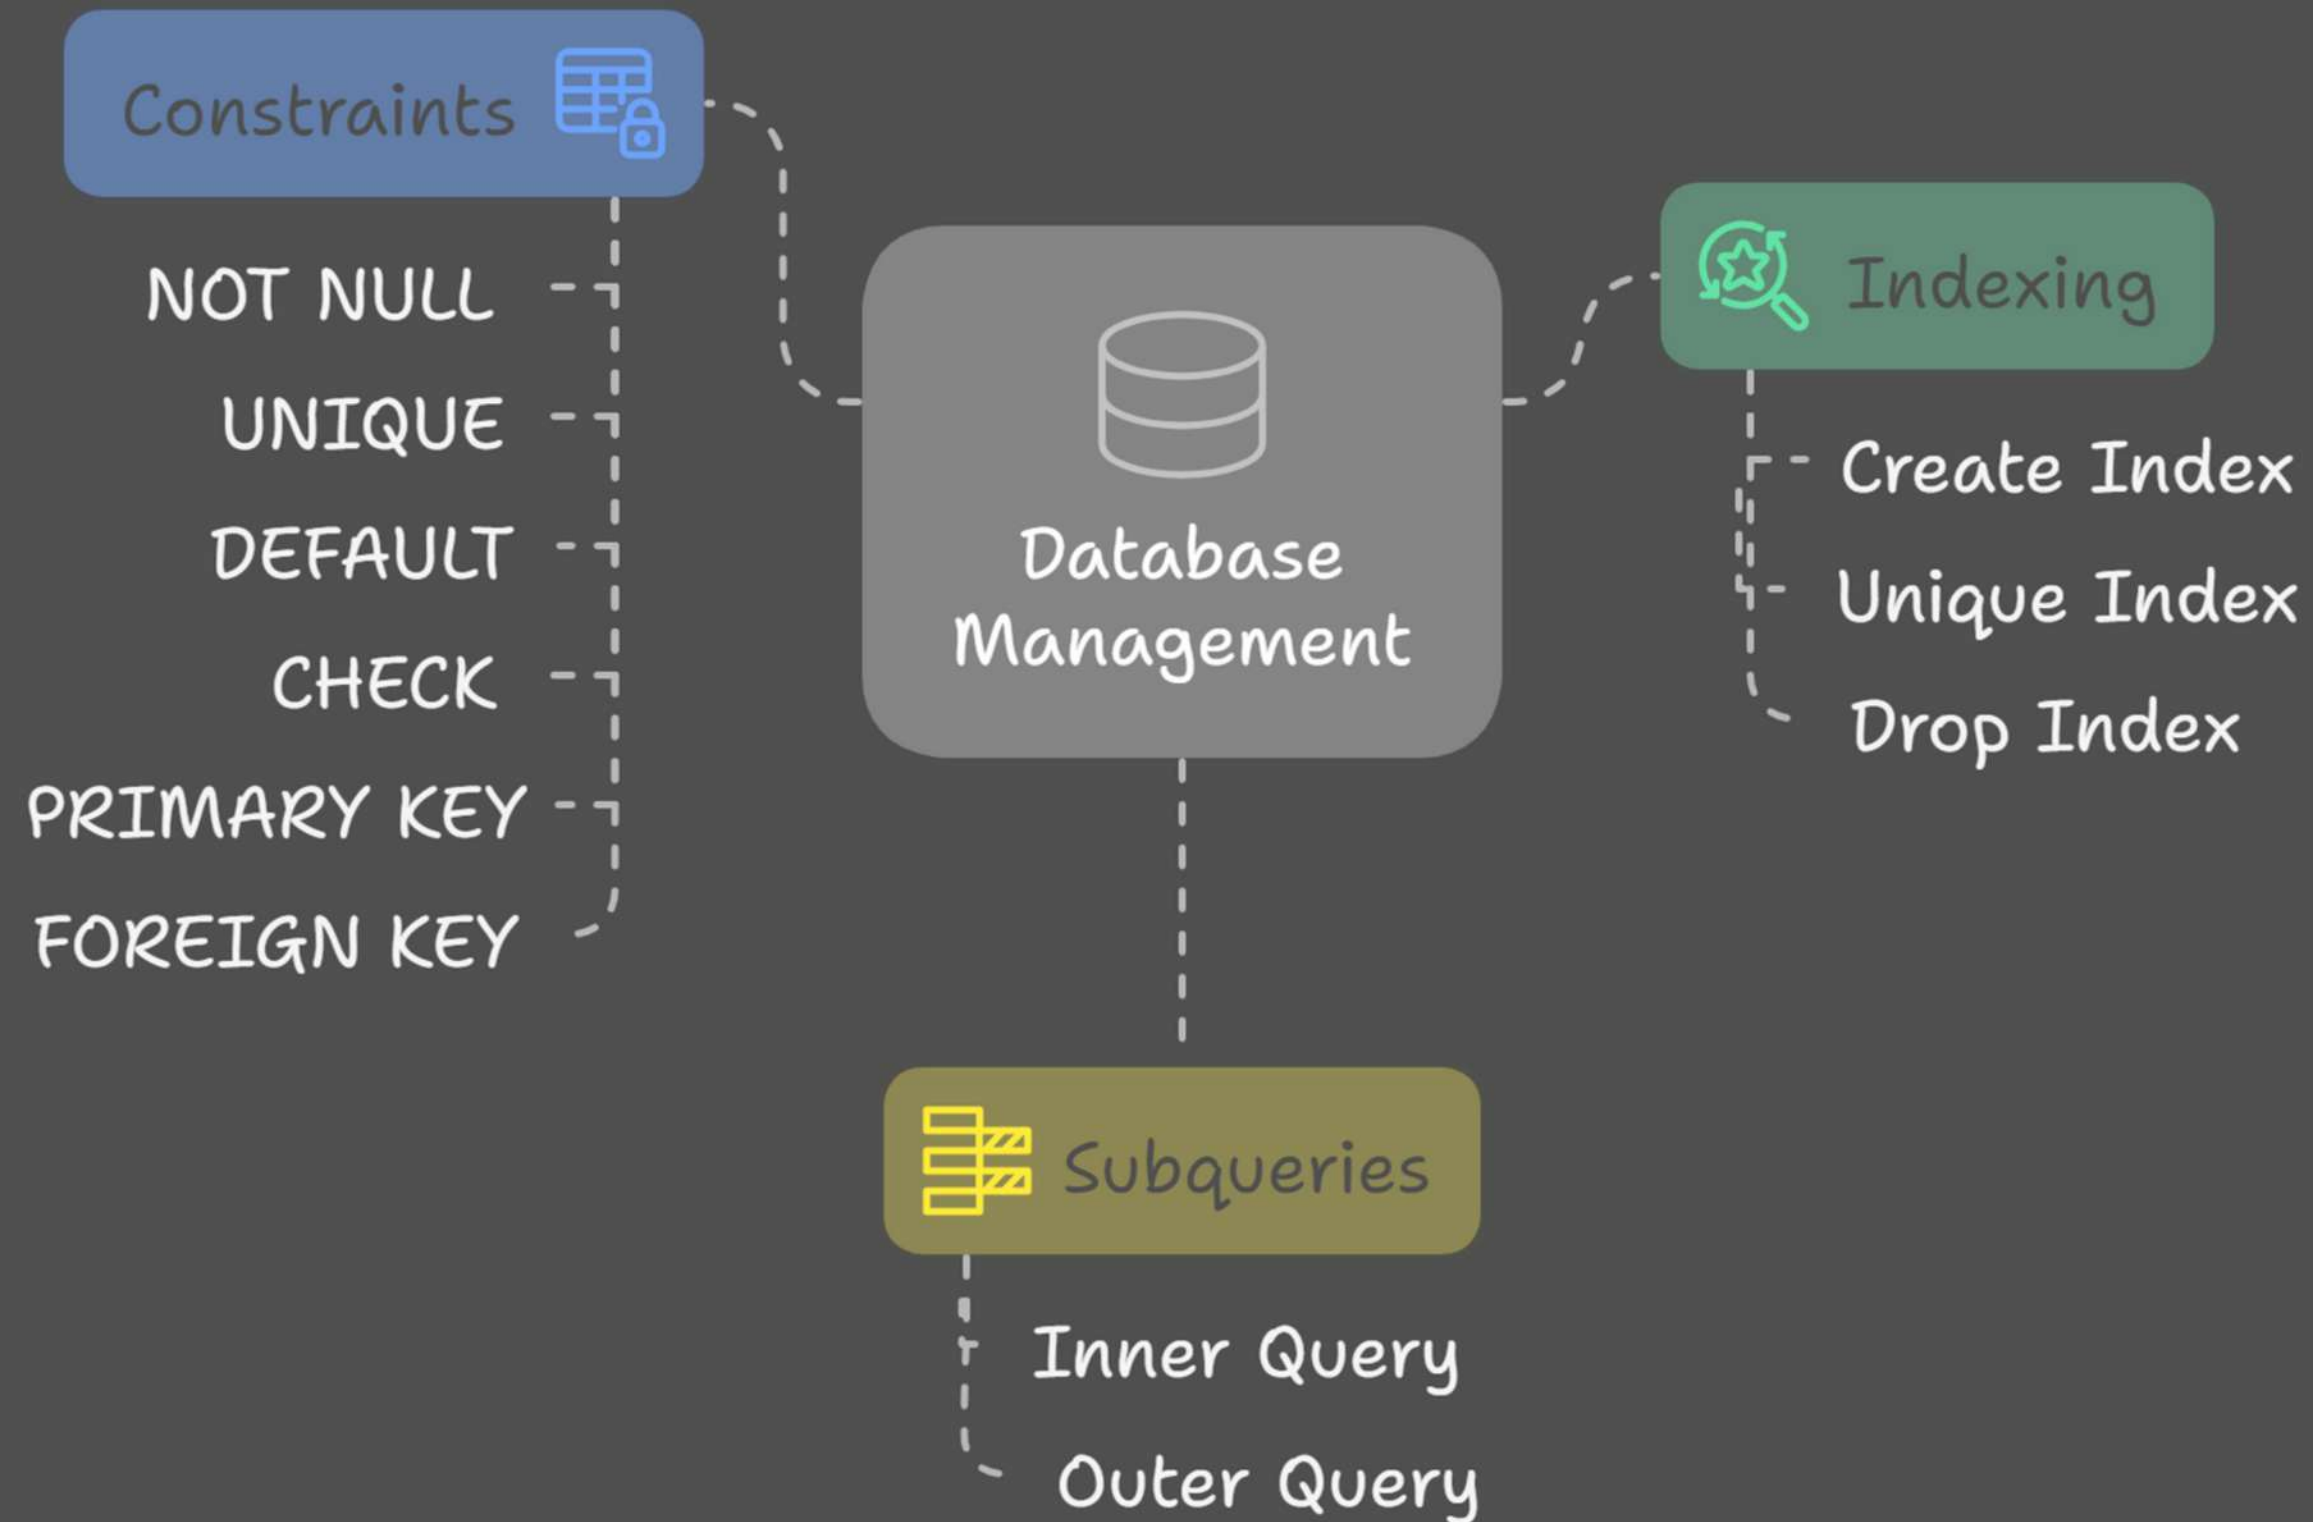 Constraints
NOT NULL
UNIQUE
DEFAULT
CHECK
PRIMARY KEY
FOREIGN KEY
Database
Management
Indexing
Create Index
Unique Index
Drop Index
Subqueries
Inner Query
Outer Query